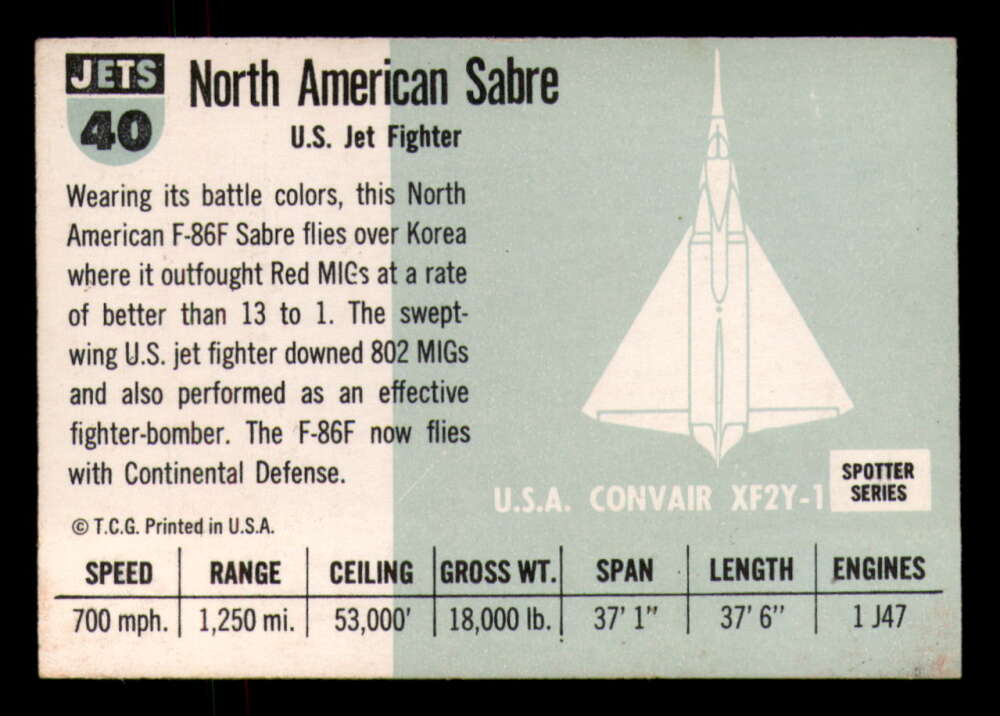 JETS
40
North American Sabre
U.S. Jet Fighter
Wearing its battle colors, this North
American F-86F Sabre flies over Korea
where it outfought Red MIGs at a rate
of better than 13 to 1. The swept-
wing U.S. jet fighter downed 802 MIGs
and also performed as an effective
fighter-bomber. The F-86F now flies
with Continental Defense.
© T.C.G. Printed in U.S.A.
U.S.A. CONVAIR XF2Y-1
SPOTTER
SERIES
SPEED RANGE CEILING GROSS WT. SPAN LENGTH ENGINES
700 mph. 1,250 mi. 53,000' 18,000 lb. 37' 1" 37' 6" 1 J47